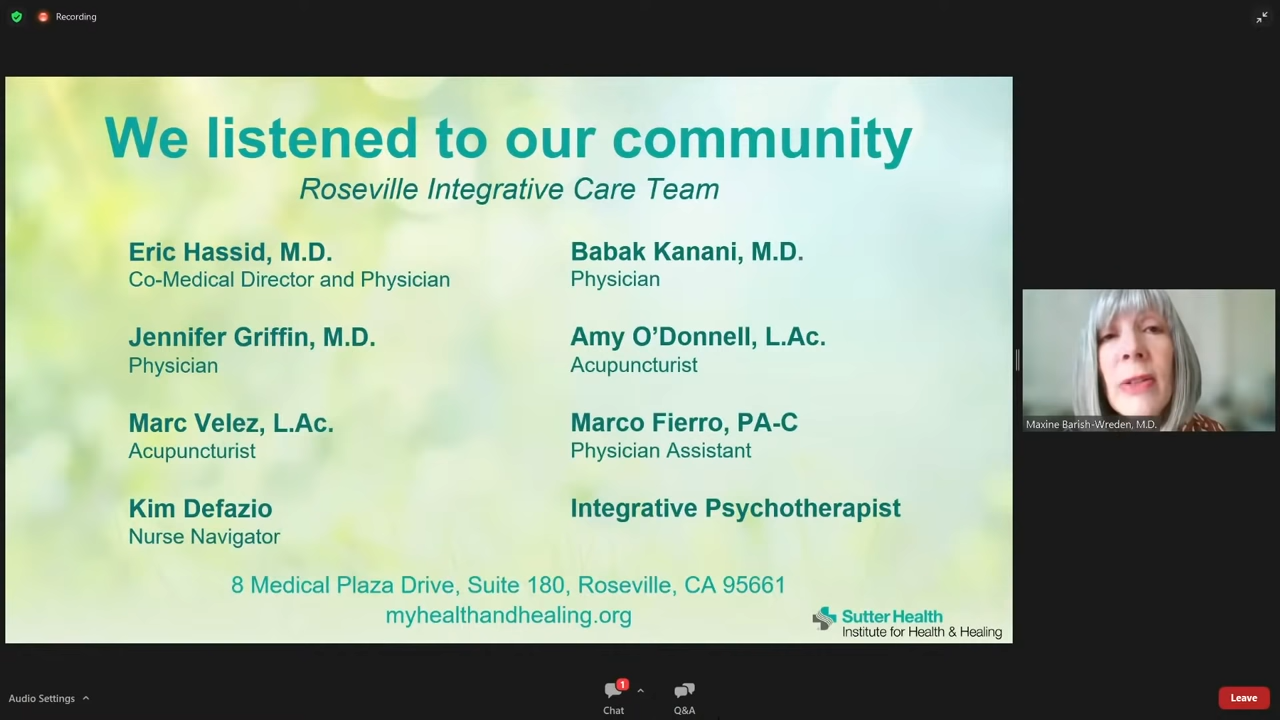 Recording
We listened to our community
Roseville Integrative Care Team
Eric Hassid, M.D.
Co-Medical Director and Physician
Babak Kanani, M.D.
Physician
Jennifer Griffin, M.D.
Physician
Amy O’Donnell, L.Ac.
Acupuncturist
Marc Velez, L.Ac.
Acupuncturist
Marco Fierro, PA-C
Physician Assistant
Kim Defazio
Nurse Navigator
Integrative Psychotherapist
8 Medical Plaza Drive, Suite 180, Roseville, CA 95661
myhealthandhealing.org
Sutter Health
Institute for Health & Healing
Maxine Barish-Wreden, M.D.
Audio Settings
1
Chat
Q&A
Leave